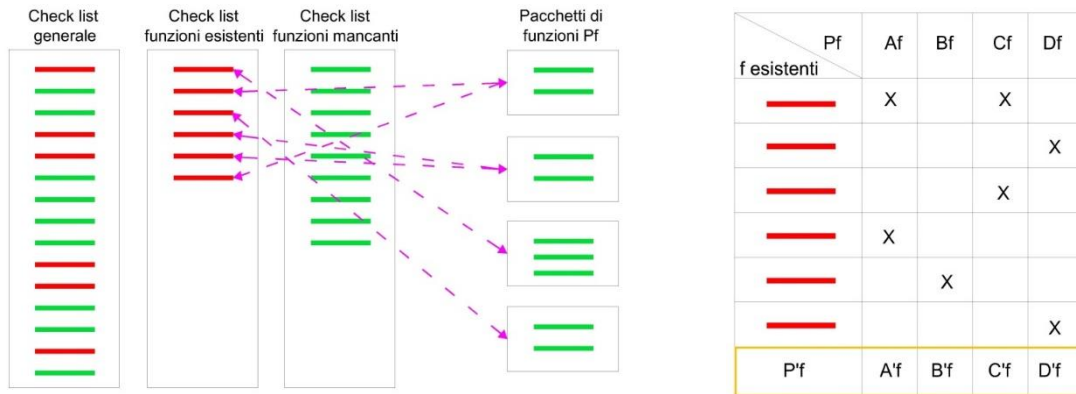 Check list
generale
Check list
funzioni esistenti
Check list
funzioni mancanti
Pacchetti di
funzioni Pf
Pf Af Bf Cf Df
f esistenti
X X
X
X
X
X
X
P'f A'f B'f C'f D'f